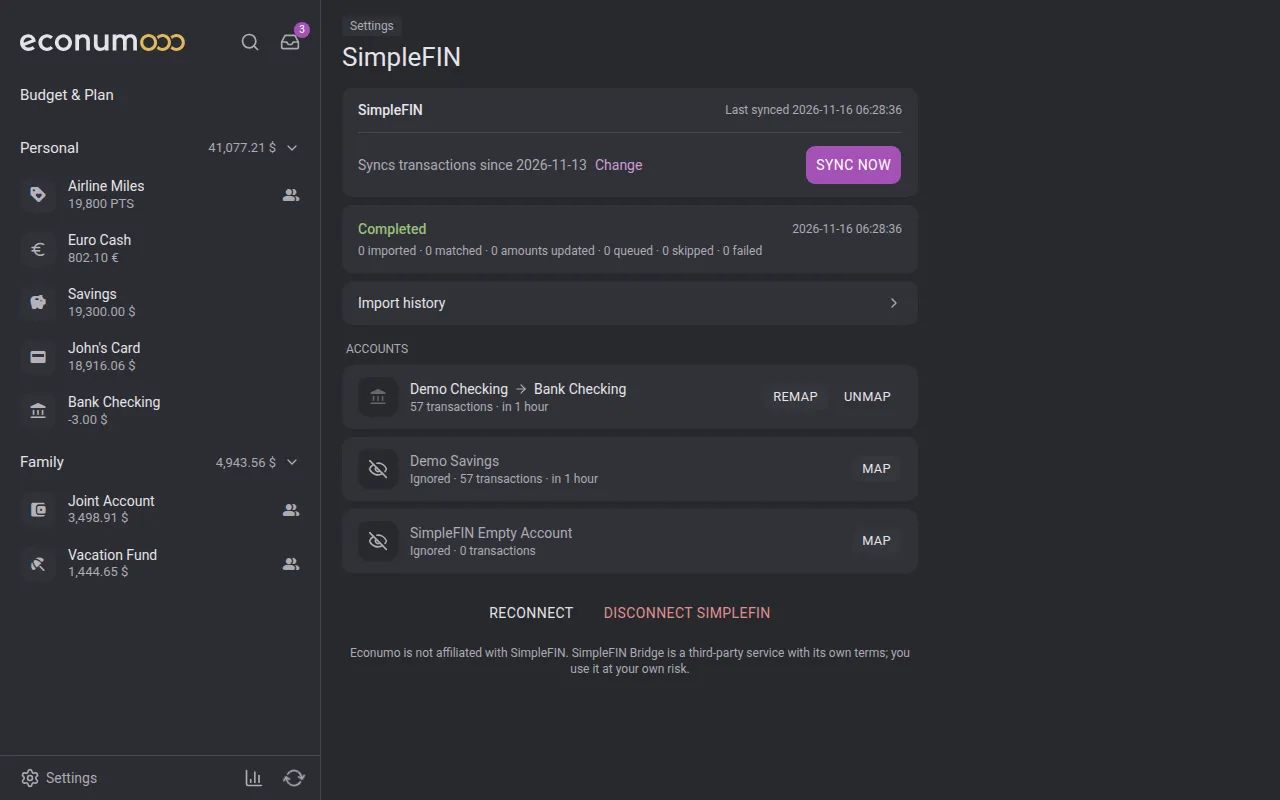 econumo
3
Budget & Plan
Personal 41,077.21 $
Airline Miles
19,800 PTS
Euro Cash
802.10 €
Savings
19,300.00 $
John's Card
18,916.06 $
Bank Checking
-3.00 $
Family 4,943.56 $
Joint Account
3,498.91 $
Vacation Fund
1,444.65 $
Settings
Settings
SimpleFIN
SimpleFIN Last synced 2026-11-16 06:28:36
Syncs transactions since 2026-11-13 Change SYNC NOW
Completed 2026-11-16 06:28:36
0 imported · 0 matched · 0 amounts updated · 0 queued · 0 skipped · 0 failed
Import history
ACCOUNTS
Demo Checking → Bank Checking
57 transactions · in 1 hour
REMAP UNMAP
Demo Savings
Ignored · 57 transactions · in 1 hour
MAP
SimpleFIN Empty Account
Ignored · 0 transactions
MAP
RECONNECT DISCONNECT SIMPLEFIN
Econumo is not affiliated with SimpleFIN. SimpleFIN Bridge is a third-party service with its own terms; you
use it at your own risk.